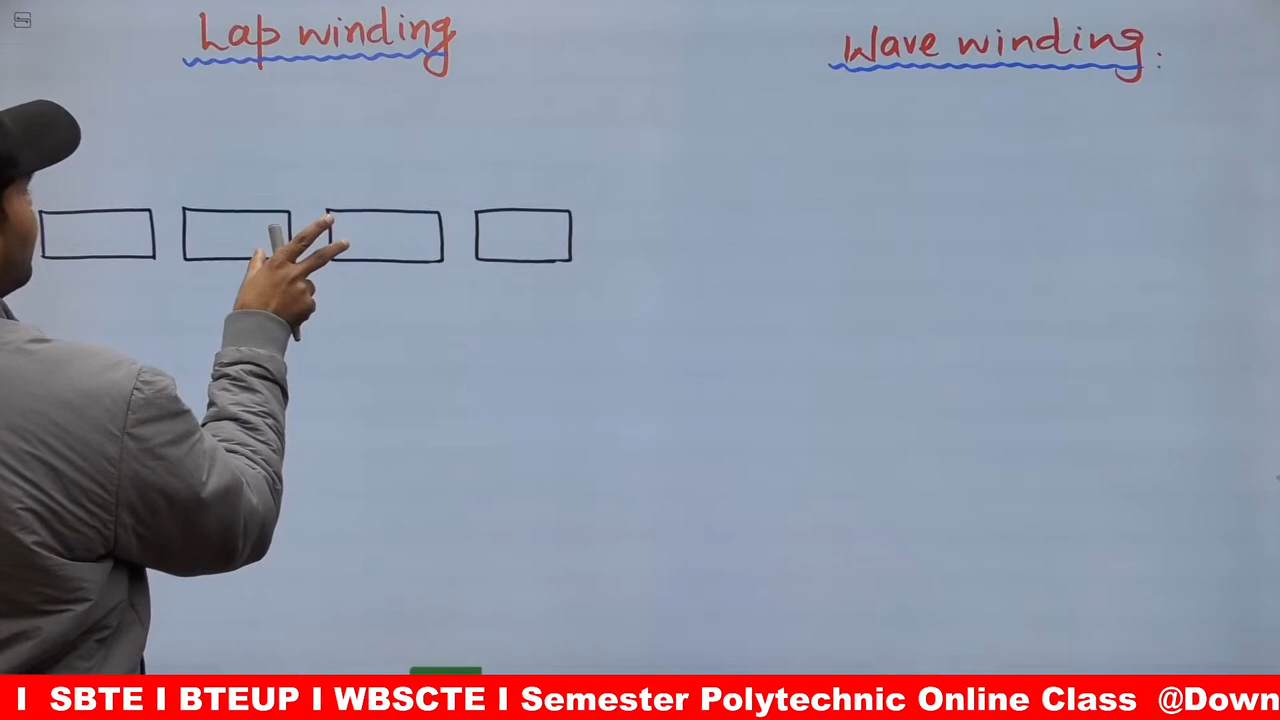 Lap winding
Wave winding.
I SBTE I BTEUP I WBSCTE I Semester Polytechnic Online Class @Down